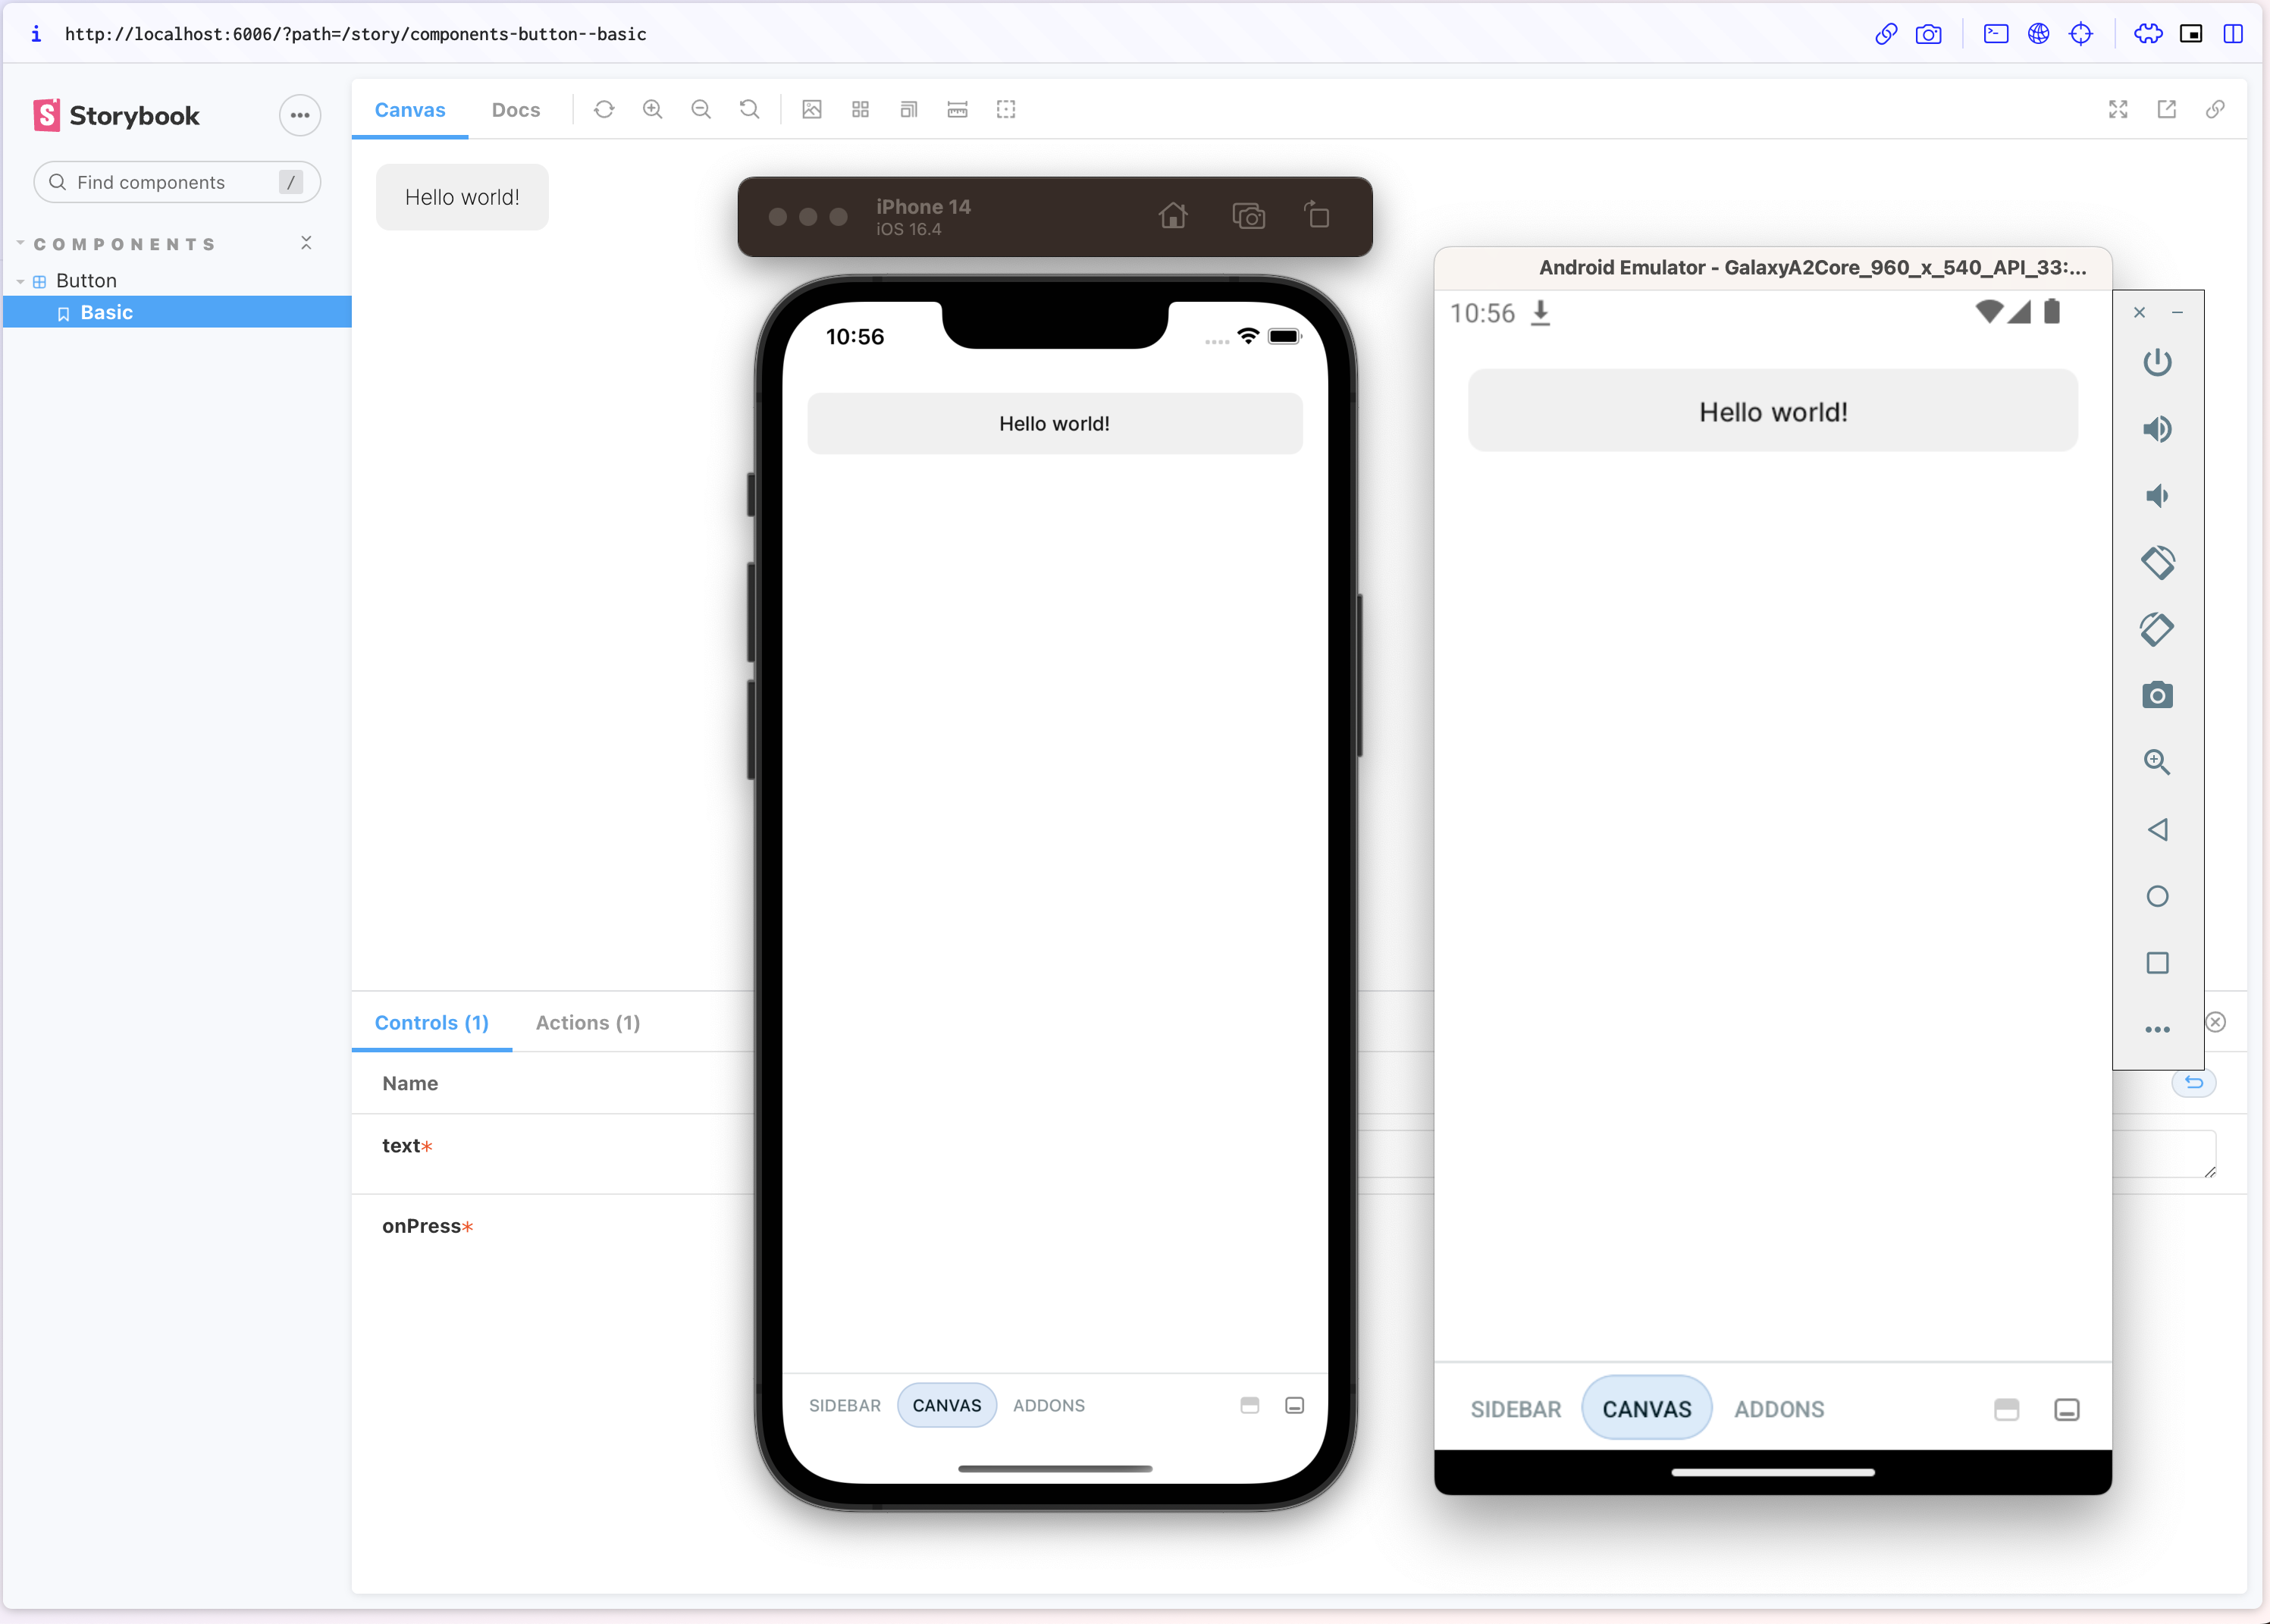 http://localhost:6006/?path=/story/components-button--basic
Storybook
Find components /
COMPONENTS
Button
Basic
Canvas Docs
Hello world!
iPhone 14
iOS 16.4
10:56
Hello world!
SIDEBAR CANVAS ADDONS
Android Emulator - GalaxyA2Core_960_x_540_API_33:...
10:56
Hello world!
SIDEBAR CANVAS ADDONS
Controls (1) Actions (1)
Name
text*
onPress*